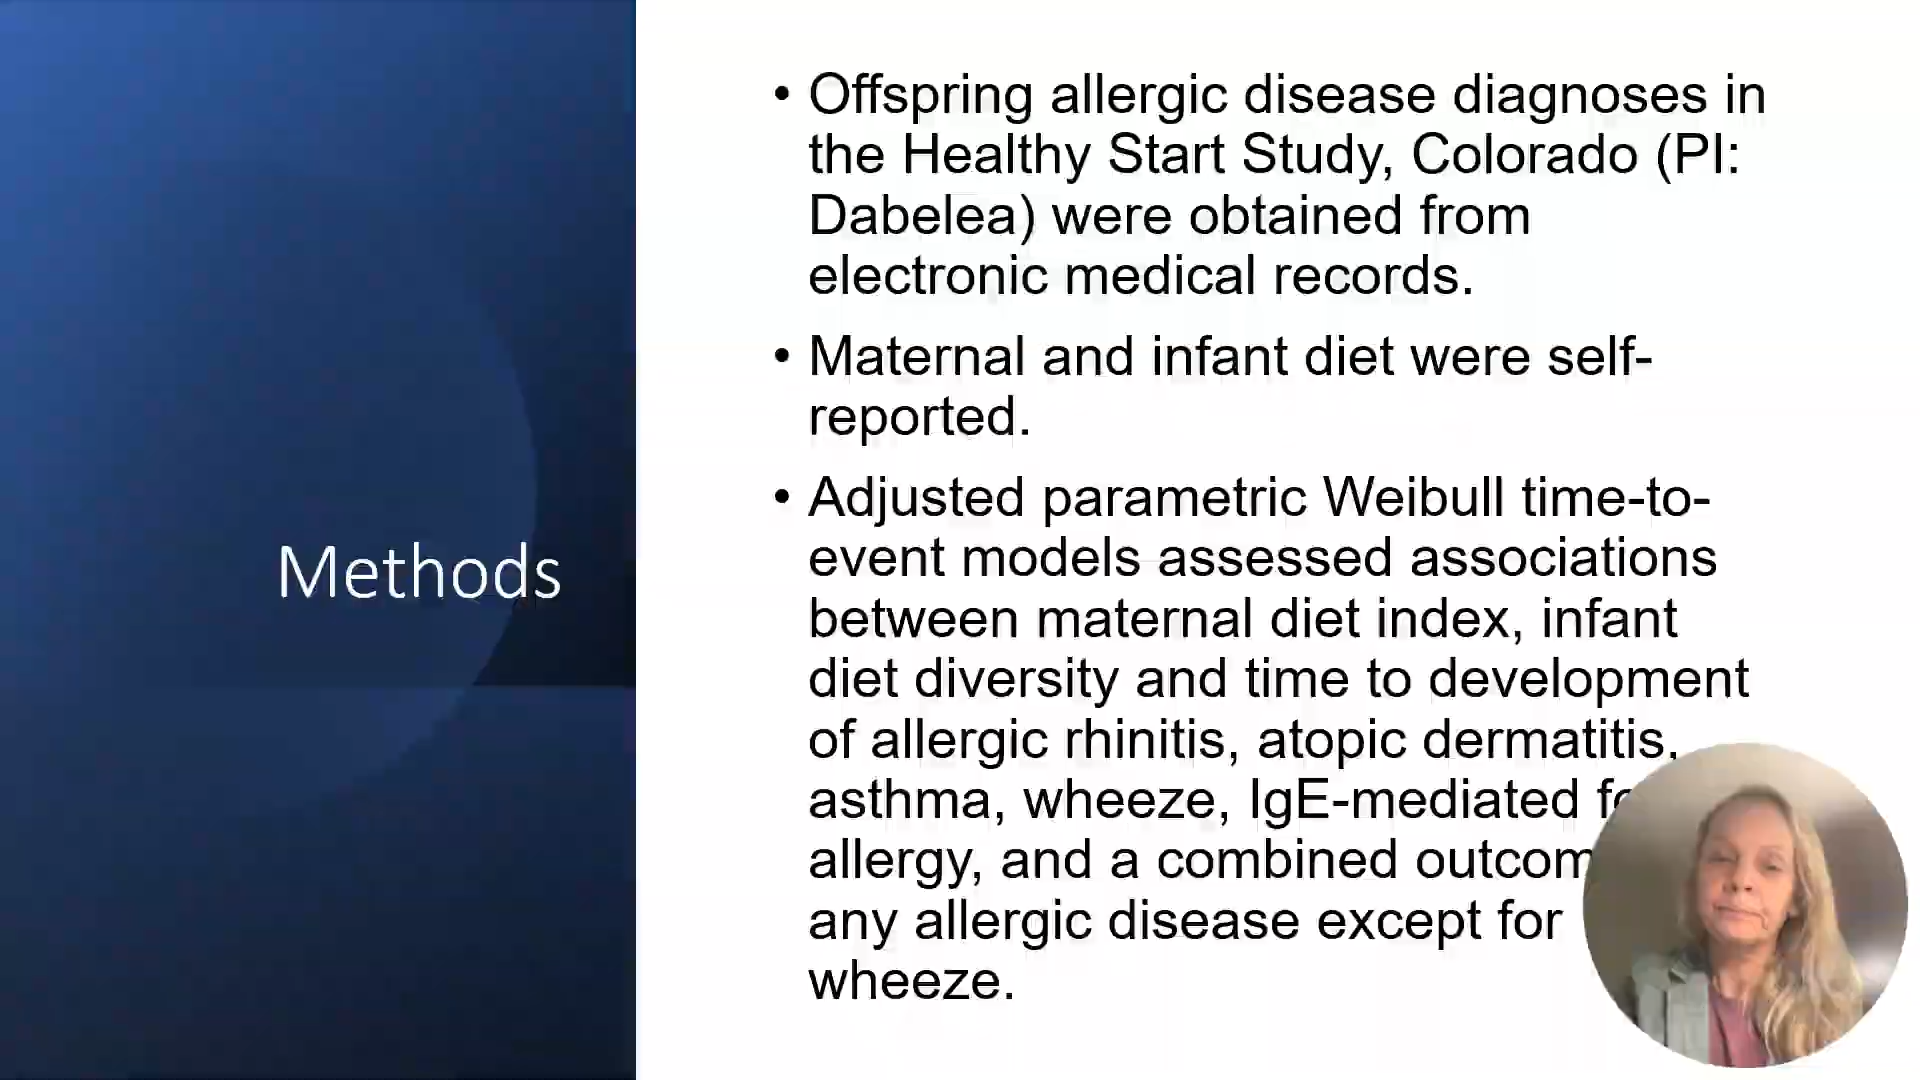 Methods
• Offspring allergic disease diagnoses in
the Healthy Start Study, Colorado (PI:
Dabelea) were obtained from
electronic medical records.
• Maternal and infant diet were self-
reported.
• Adjusted parametric Weibull time-to-
event models assessed associations
between maternal diet index, infant
diet diversity and time to development
of allergic rhinitis, atopic dermatitis,
asthma, wheeze, IgE-mediated
allergy, and a combined
any allergic disease except for
wheeze.